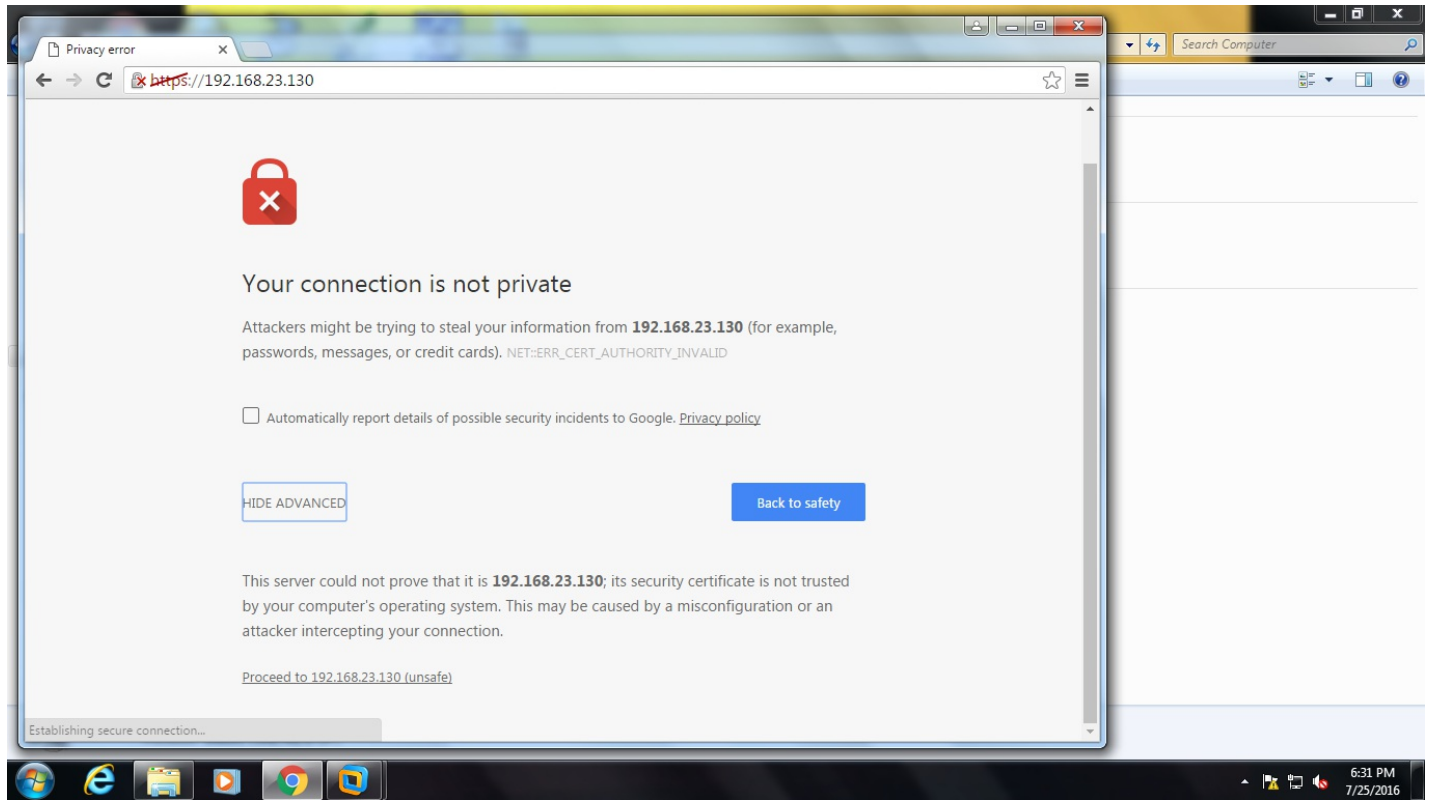 Privacy error
Search Computer
https://192.168.23.130
Your connection is not private
Attackers might be trying to steal your information from 192.168.23.130 (for example,
passwords, messages, or credit cards). NET::ERR_CERT_AUTHORITY_INVALID
Automatically report details of possible security incidents to Google. Privacy policy
HIDE ADVANCED
Back to safety
This server could not prove that it is 192.168.23.130; its security certificate is not trusted
by your computer's operating system. This may be caused by a misconfiguration or an
attacker intercepting your connection.
Proceed to 192.168.23.130 (unsafe)
Establishing secure connection...
6:31 PM
7/25/2016